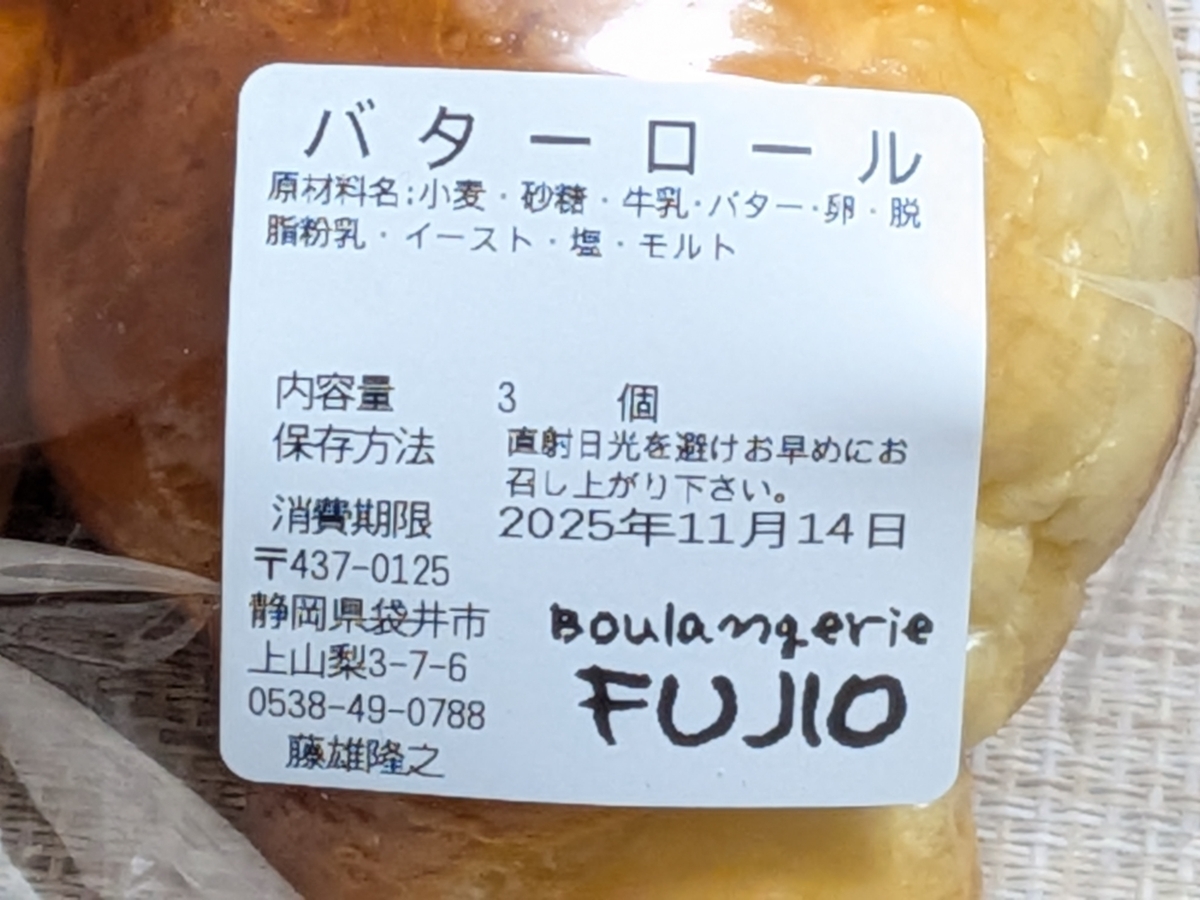 バターロール
原材料名:小麦・砂糖・牛乳・バター・卵・脱
脂粉乳・イースト・塩・モルト
内容量 3 個
保存方法 直射日光を避けお早めにお
召し上がり下さい。
消費期限 2025年11月14日
〒437-0125
静岡県袋井市
上山梨3-7-6
0538-49-0788
藤雄隆之
Boulangerie
FUJIO